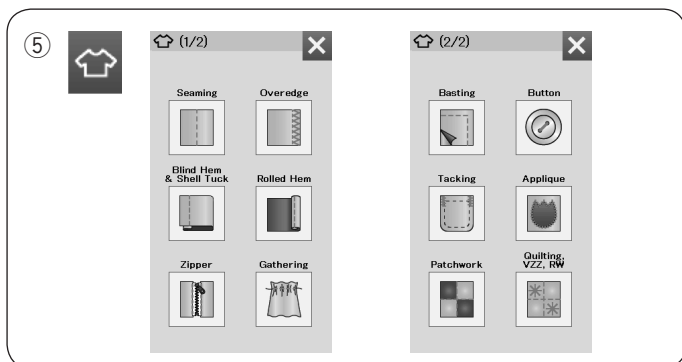 ⑤
(1/2)
Seaming
Overedge
Blind Hem
& Shell Tuck
Rolled Hem
Zipper
Gathering
(2/2)
Basting
Button
Tacking
Applique
Patchwork
Quilting,
VZZ, RW